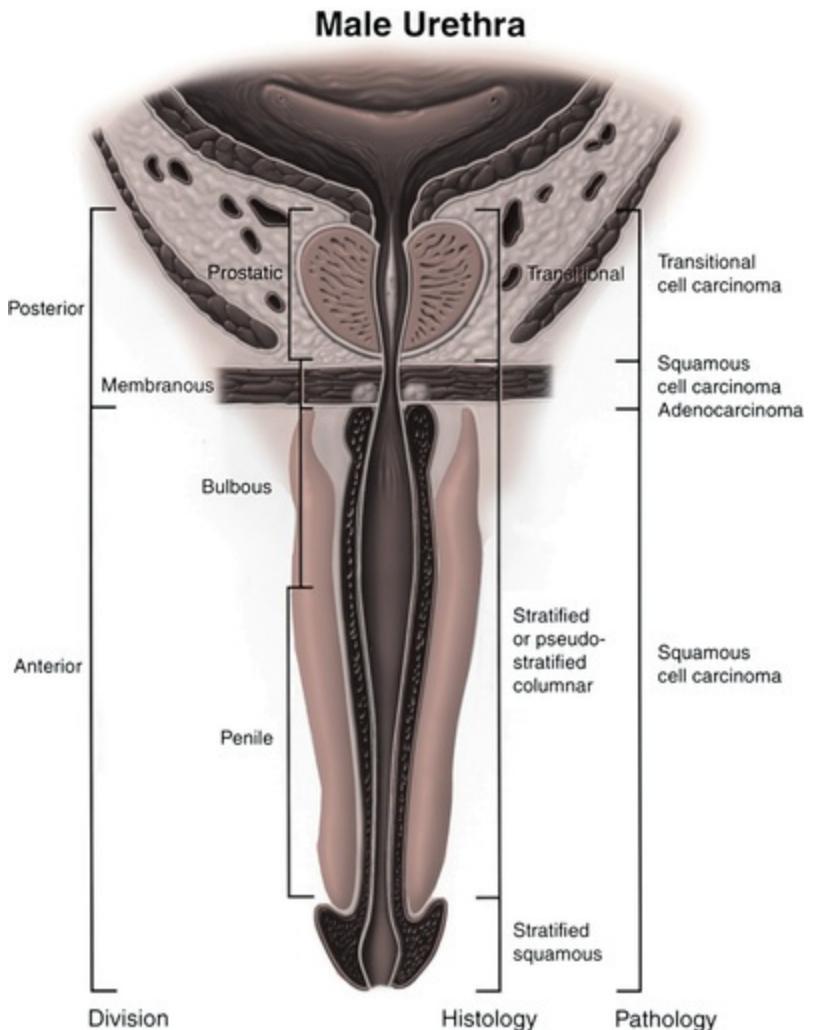 Male Urethra
Prostatic
Transitional
Transitional
cell carcinoma
Posterior
Squamous
cell carcinoma
Membranous
Adenocarcinoma
Bulbous
Stratified
or pseudo-
stratified
columnar
Anterior
Squamous
cell carcinoma
Penile
Stratified
squamous
Division
Histology
Pathology